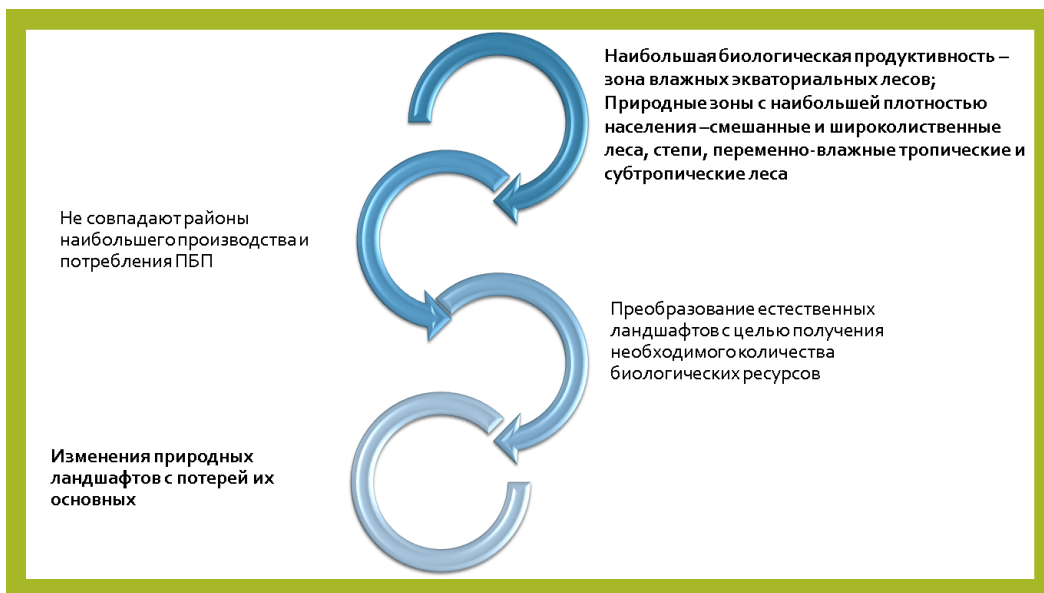 Наибольшая биологическая продуктивность –
зона влажных экваториальных лесов;
Природные зоны с наибольшей плотностью
населения –смешанные и широколиственные
леса, степи, переменно-влажные тропические и
субтропические леса
Не совпадают районы
наибольшего производства и
потребления ПБП
Преобразование естественных
ландшафтов с целью получения
необходимого количества
биологических ресурсов
Изменения природных
ландшафтов с потерей их
основных